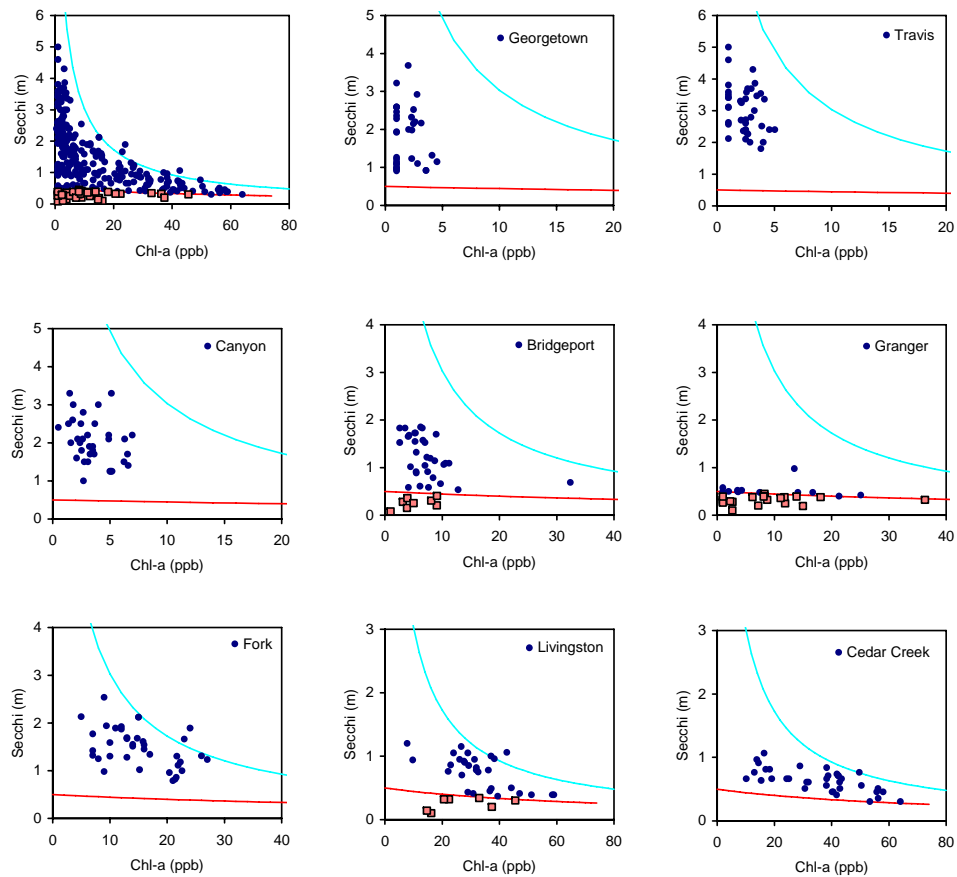 6
5
4
3
2
1
0
Secchi (m)
0 20 40 60 80
Chl-a (ppb)
5
4
3
2
1
0
Secchi (m)
Georgetown
0 5 10 15 20
Chl-a (ppb)
6
5
4
3
2
1
0
Secchi (m)
Travis
0 5 10 15 20
Chl-a (ppb)
5
4
3
2
1
0
Secchi (m)
Canyon
0 5 10 15 20
Chl-a (ppb)
4
3
2
1
0
Secchi (m)
Bridgeport
0 10 20 30 40
Chl-a (ppb)
4
3
2
1
0
Secchi (m)
Granger
0 10 20 30 40
Chl-a (ppb)
4
3
2
1
0
Secchi (m)
Fork
0 10 20 30 40
Chl-a (ppb)
3
2
1
0
Secchi (m)
Livingston
0 20 40 60 80
Chl-a (ppb)
3
2
1
0
Secchi (m)
Cedar Creek
0 20 40 60 80
Chl-a (ppb)